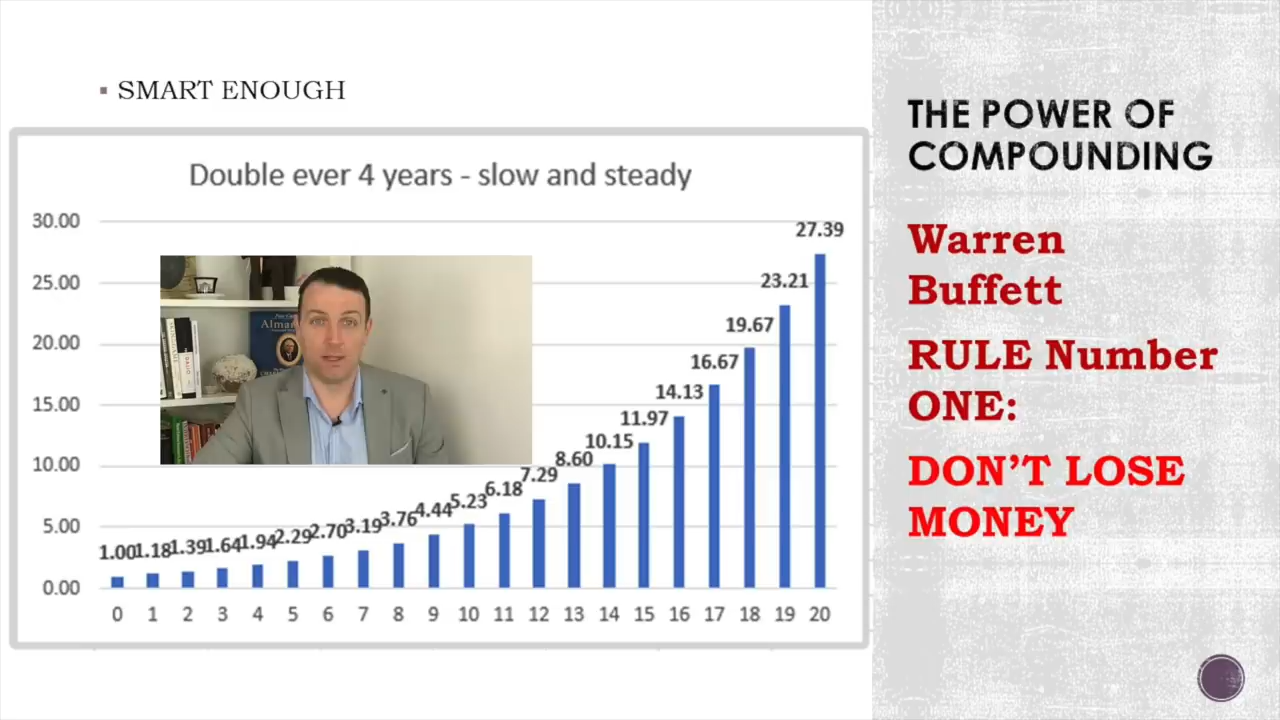 SMART ENOUGH
Double ever 4 years - slow and steady
30.00
25.00
20.00
15.00
10.00
5.00
0.00
1.00
1.18
1.39
1.64
1.94
2.29
2.70
3.19
3.76
4.44
5.23
6.18
7.29
8.60
10.15
11.97
14.13
16.67
19.67
23.21
27.39
0 1 2 3 4 5 6 7 8 9 10 11 12 13 14 15 16 17 18 19 20
THE POWER OF
COMPOUNDING
Warren
Buffett
RULE Number
ONE:
DON’T LOSE
MONEY